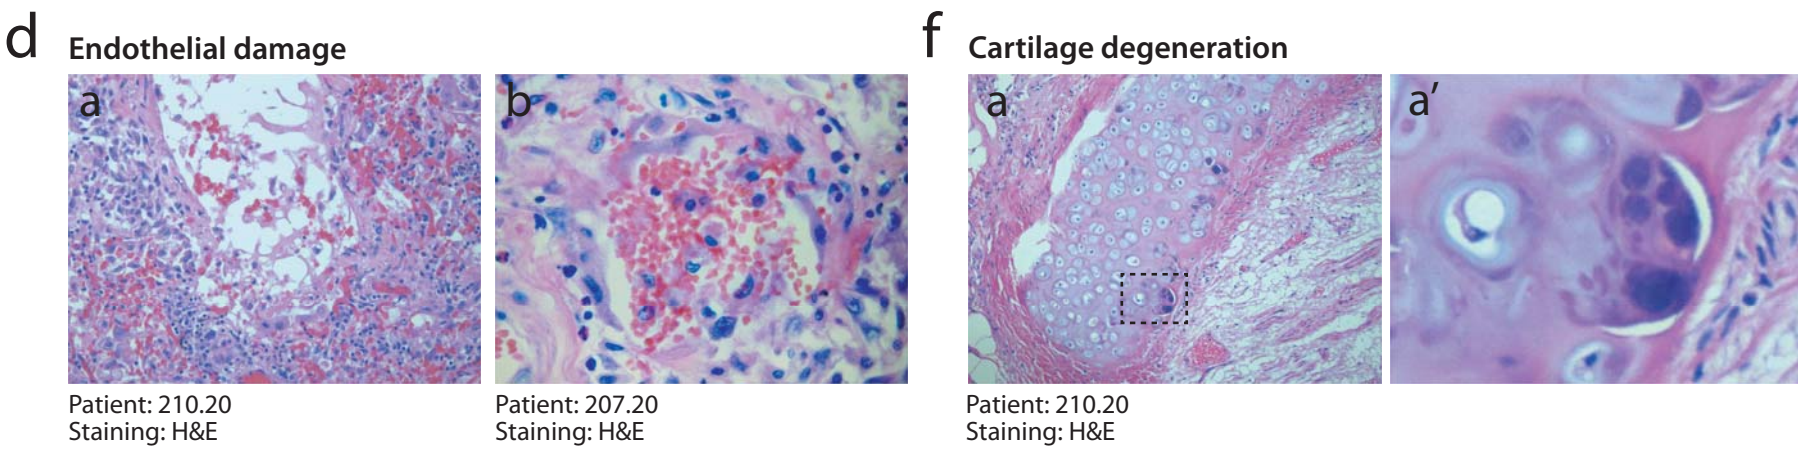 d
Endothelial damage
a
b
Patient: 210.20
Staining: H&E
Patient: 207.20
Staining: H&E
f
Cartilage degeneration
a
a’
Patient: 210.20
Staining: H&E